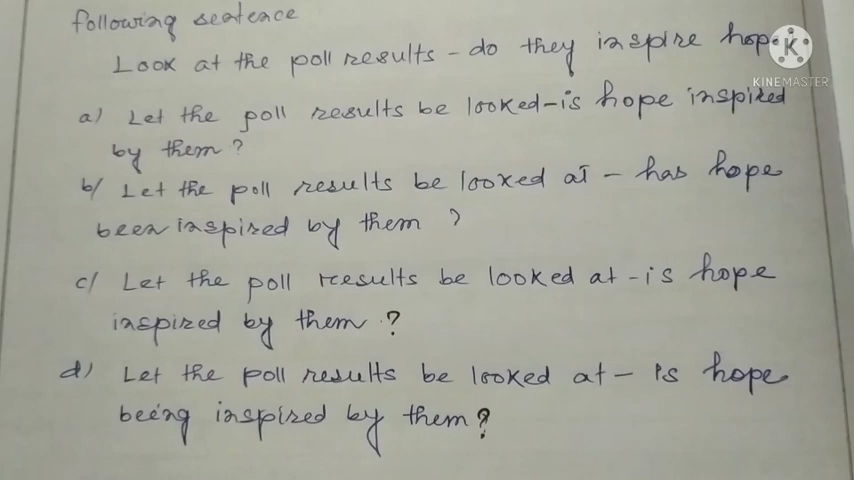 following sentence
Look at the poll results - do they inspire hop
K
KINEMASTER
a) Let the poll results be looked - is hope inspired
by them?
b) Let the poll results be looked at - has hope
been inspired by them ?
c) Let the poll results be looked at - is hope
inspired by them ?
d) Let the poll results be looked at - is hope
being inspired by them?